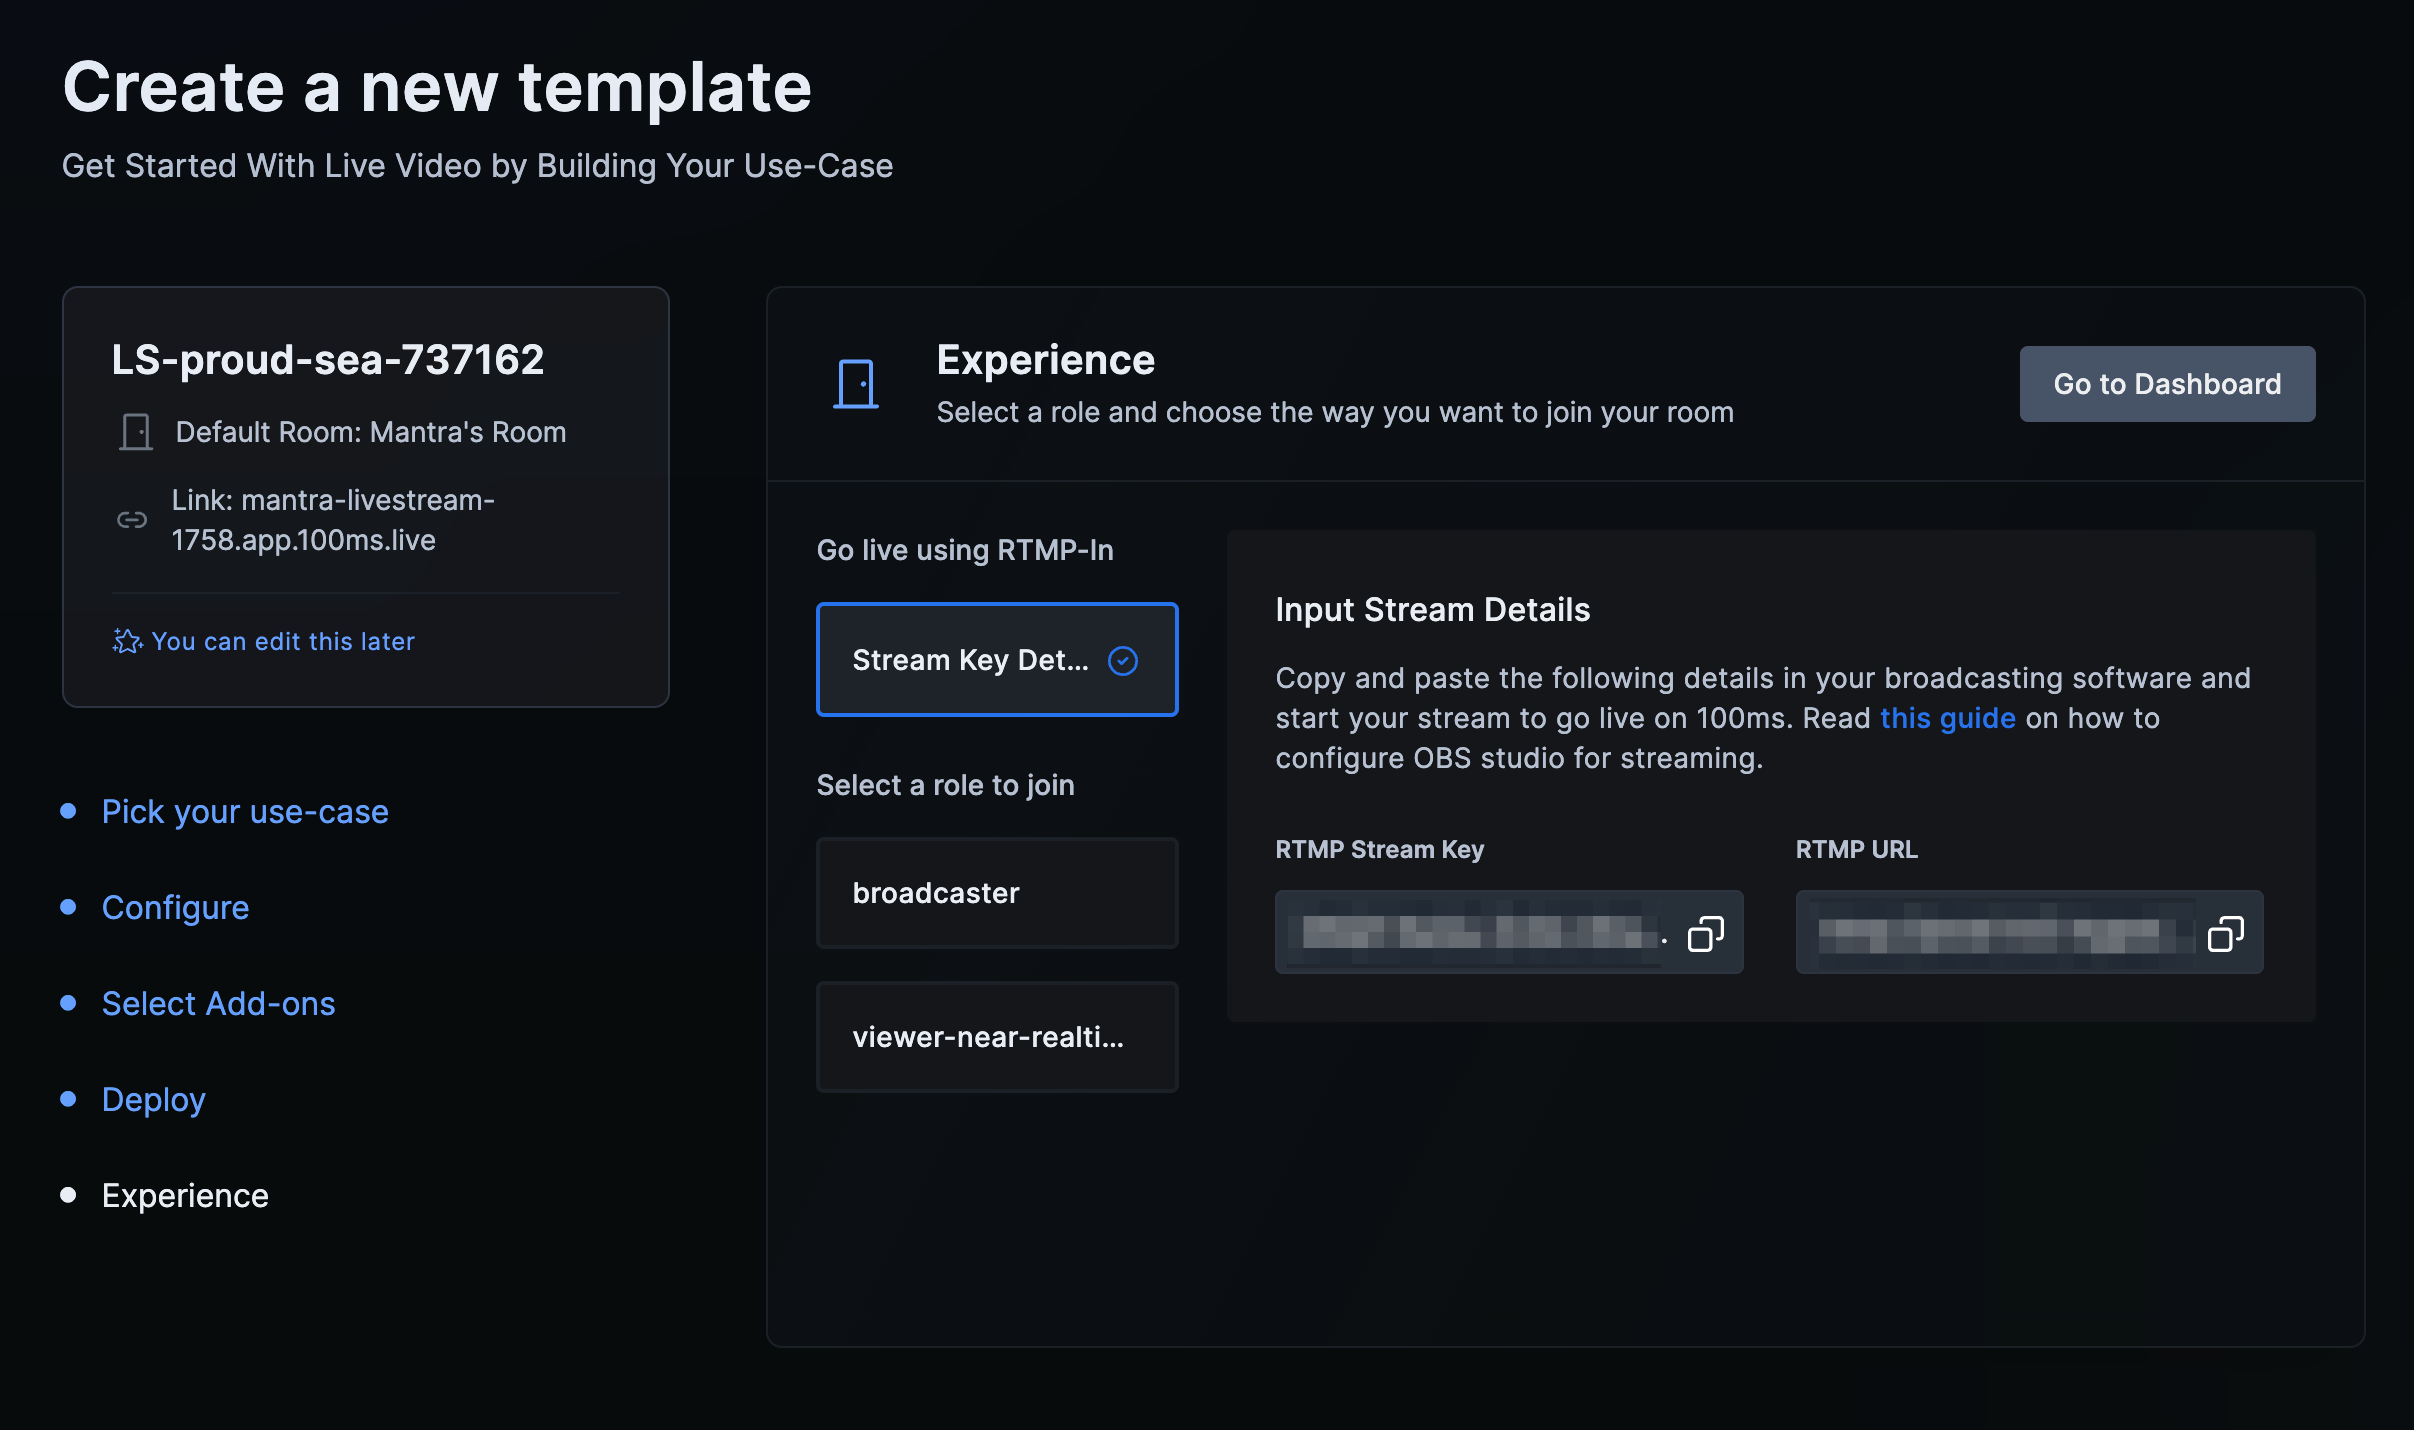 Create a new template
Get Started With Live Video by Building Your Use-Case
LS-proud-sea-737162
Default Room: Mantra's Room
Link: mantra-livestream-
1758.app.100ms.live
You can edit this later
Pick your use-case
Configure
Select Add-ons
Deploy
Experience
Experience
Select a role and choose the way you want to join your room
Go to Dashboard
Go live using RTMP-In
Stream Key Det...
Select a role to join
broadcaster
viewer-near-realti...
Input Stream Details
Copy and paste the following details in your broadcasting software and
start your stream to go live on 100ms. Read this guide on how to
configure OBS studio for streaming.
RTMP Stream Key
RTMP URL